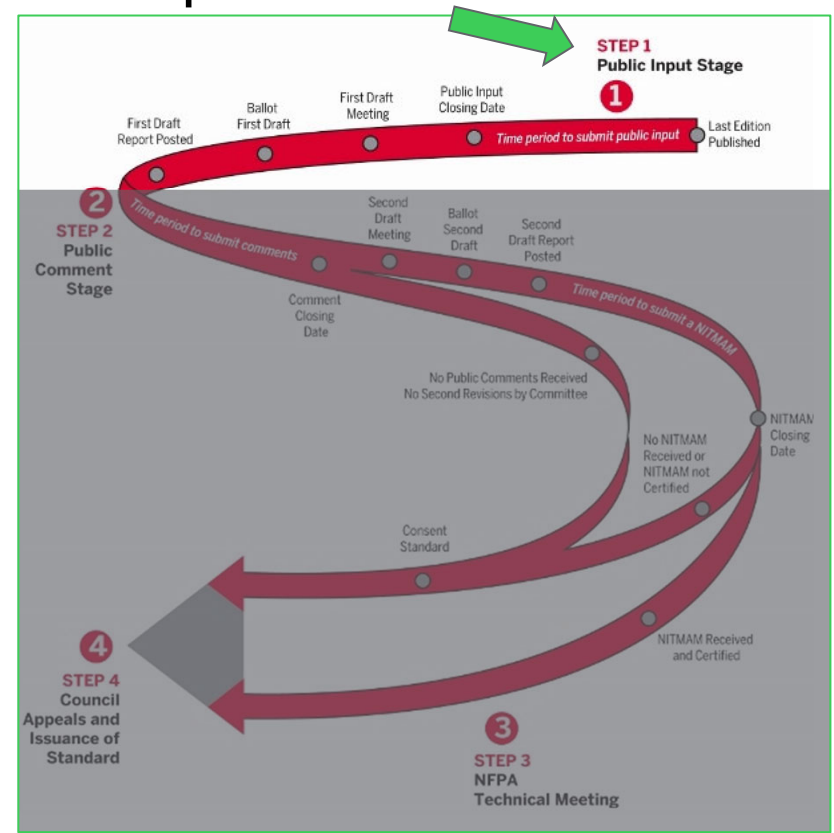 STEP 1
Public Input Stage
1
Public Input
Closing Date
First Draft
Meeting
Ballot
First Draft
First Draft
Report Posted
Time period to submit public input
Last Edition
Published
2
STEP 2
Public
Comment
Stage
Time period to submit comments
Second
Draft
Meeting
Ballot
Second
Draft
Second
Draft Report
Posted
Time period to submit a NITMAM
Comment
Closing
Date
No Public Comments Received
No Second Revisions by Committee
NITMAM
Closing
Date
No NITMAM
Received or
NITMAM not
Certified
Consent
Standard
NITMAM Received
and Certified
4
STEP 4
Council
Appeals and
Issuance of
Standard
3
STEP 3
NFPA
Technical Meeting